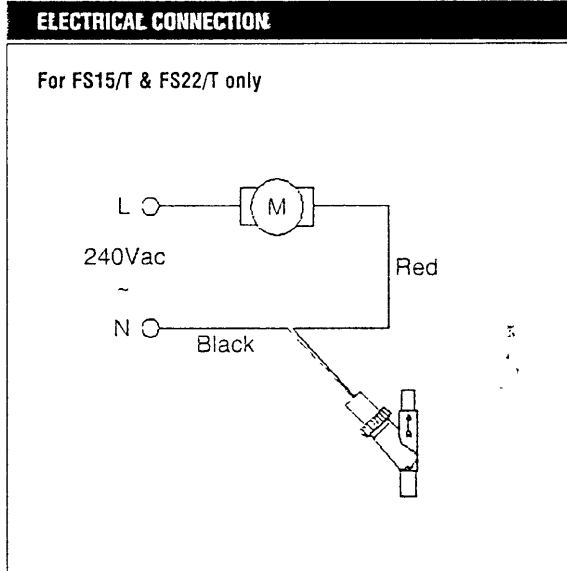 ELECTRICAL CONNECTION
For FS15/T & FS22/T only
L
M
240Vac
Red
~
N
Black